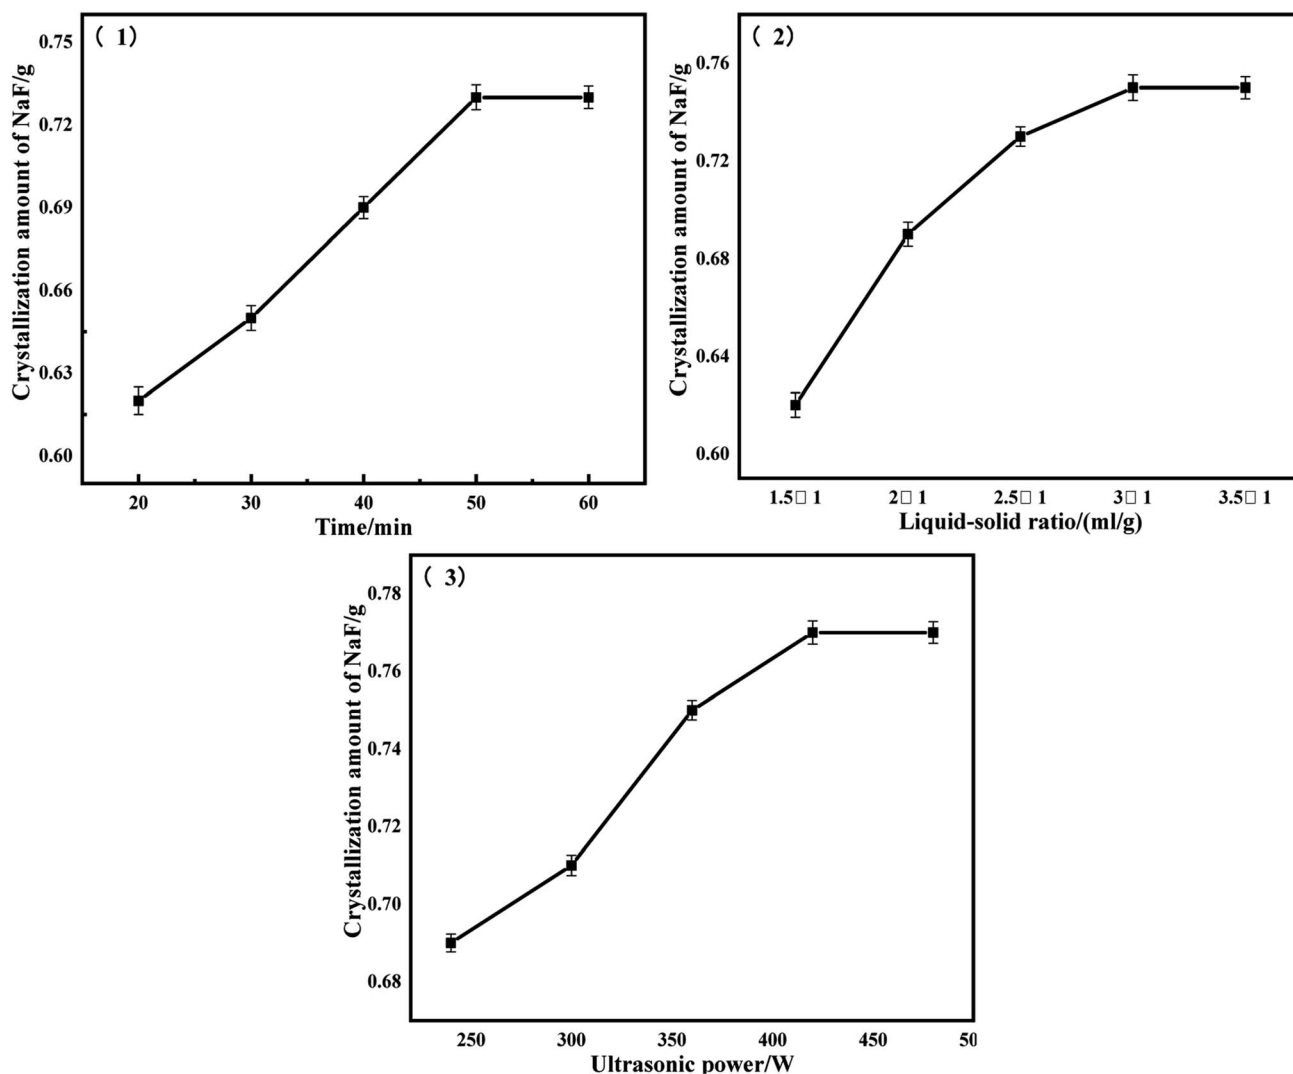 ( 1)
Crystallization amount of NaF/g
0.75
0.72
0.69
0.66
0.63
0.60
20 30 40 50 60
Time/min
( 2)
Crystallization amount of NaF/g
0.76
0.72
0.68
0.64
0.60
1.5□ 1 2□ 1 2.5□ 1 3□ 1 3.5□ 1
Liquid-solid ratio/(ml/g)
( 3)
Crystallization amount of NaF/g
0.78
0.76
0.74
0.72
0.70
0.68
250 300 350 400 450 50
Ultrasonic power/W